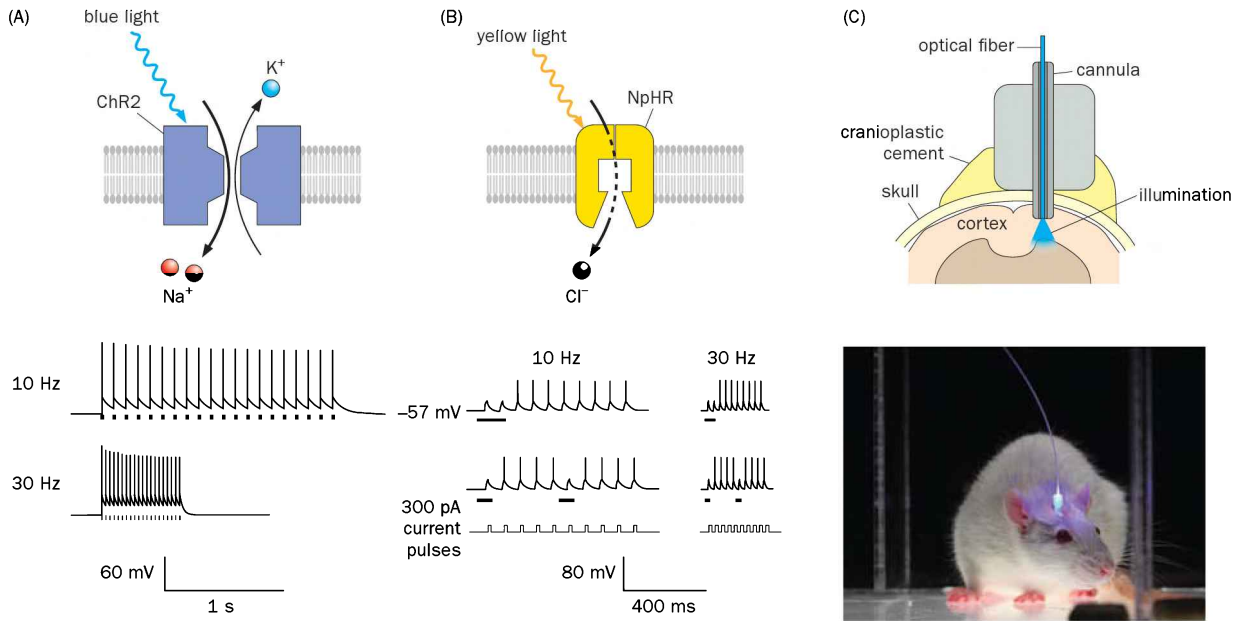 (A)
blue light
K+
ChR2
Na+
10 Hz
30 Hz
60 mV
1 s
(B)
yellow light
NpHR
Cl−
10 Hz
30 Hz
−57 mV
300 pA
current
pulses
80 mV
400 ms
(C)
optical fiber
cannula
cranioplastic
cement
skull
illumination
cortex